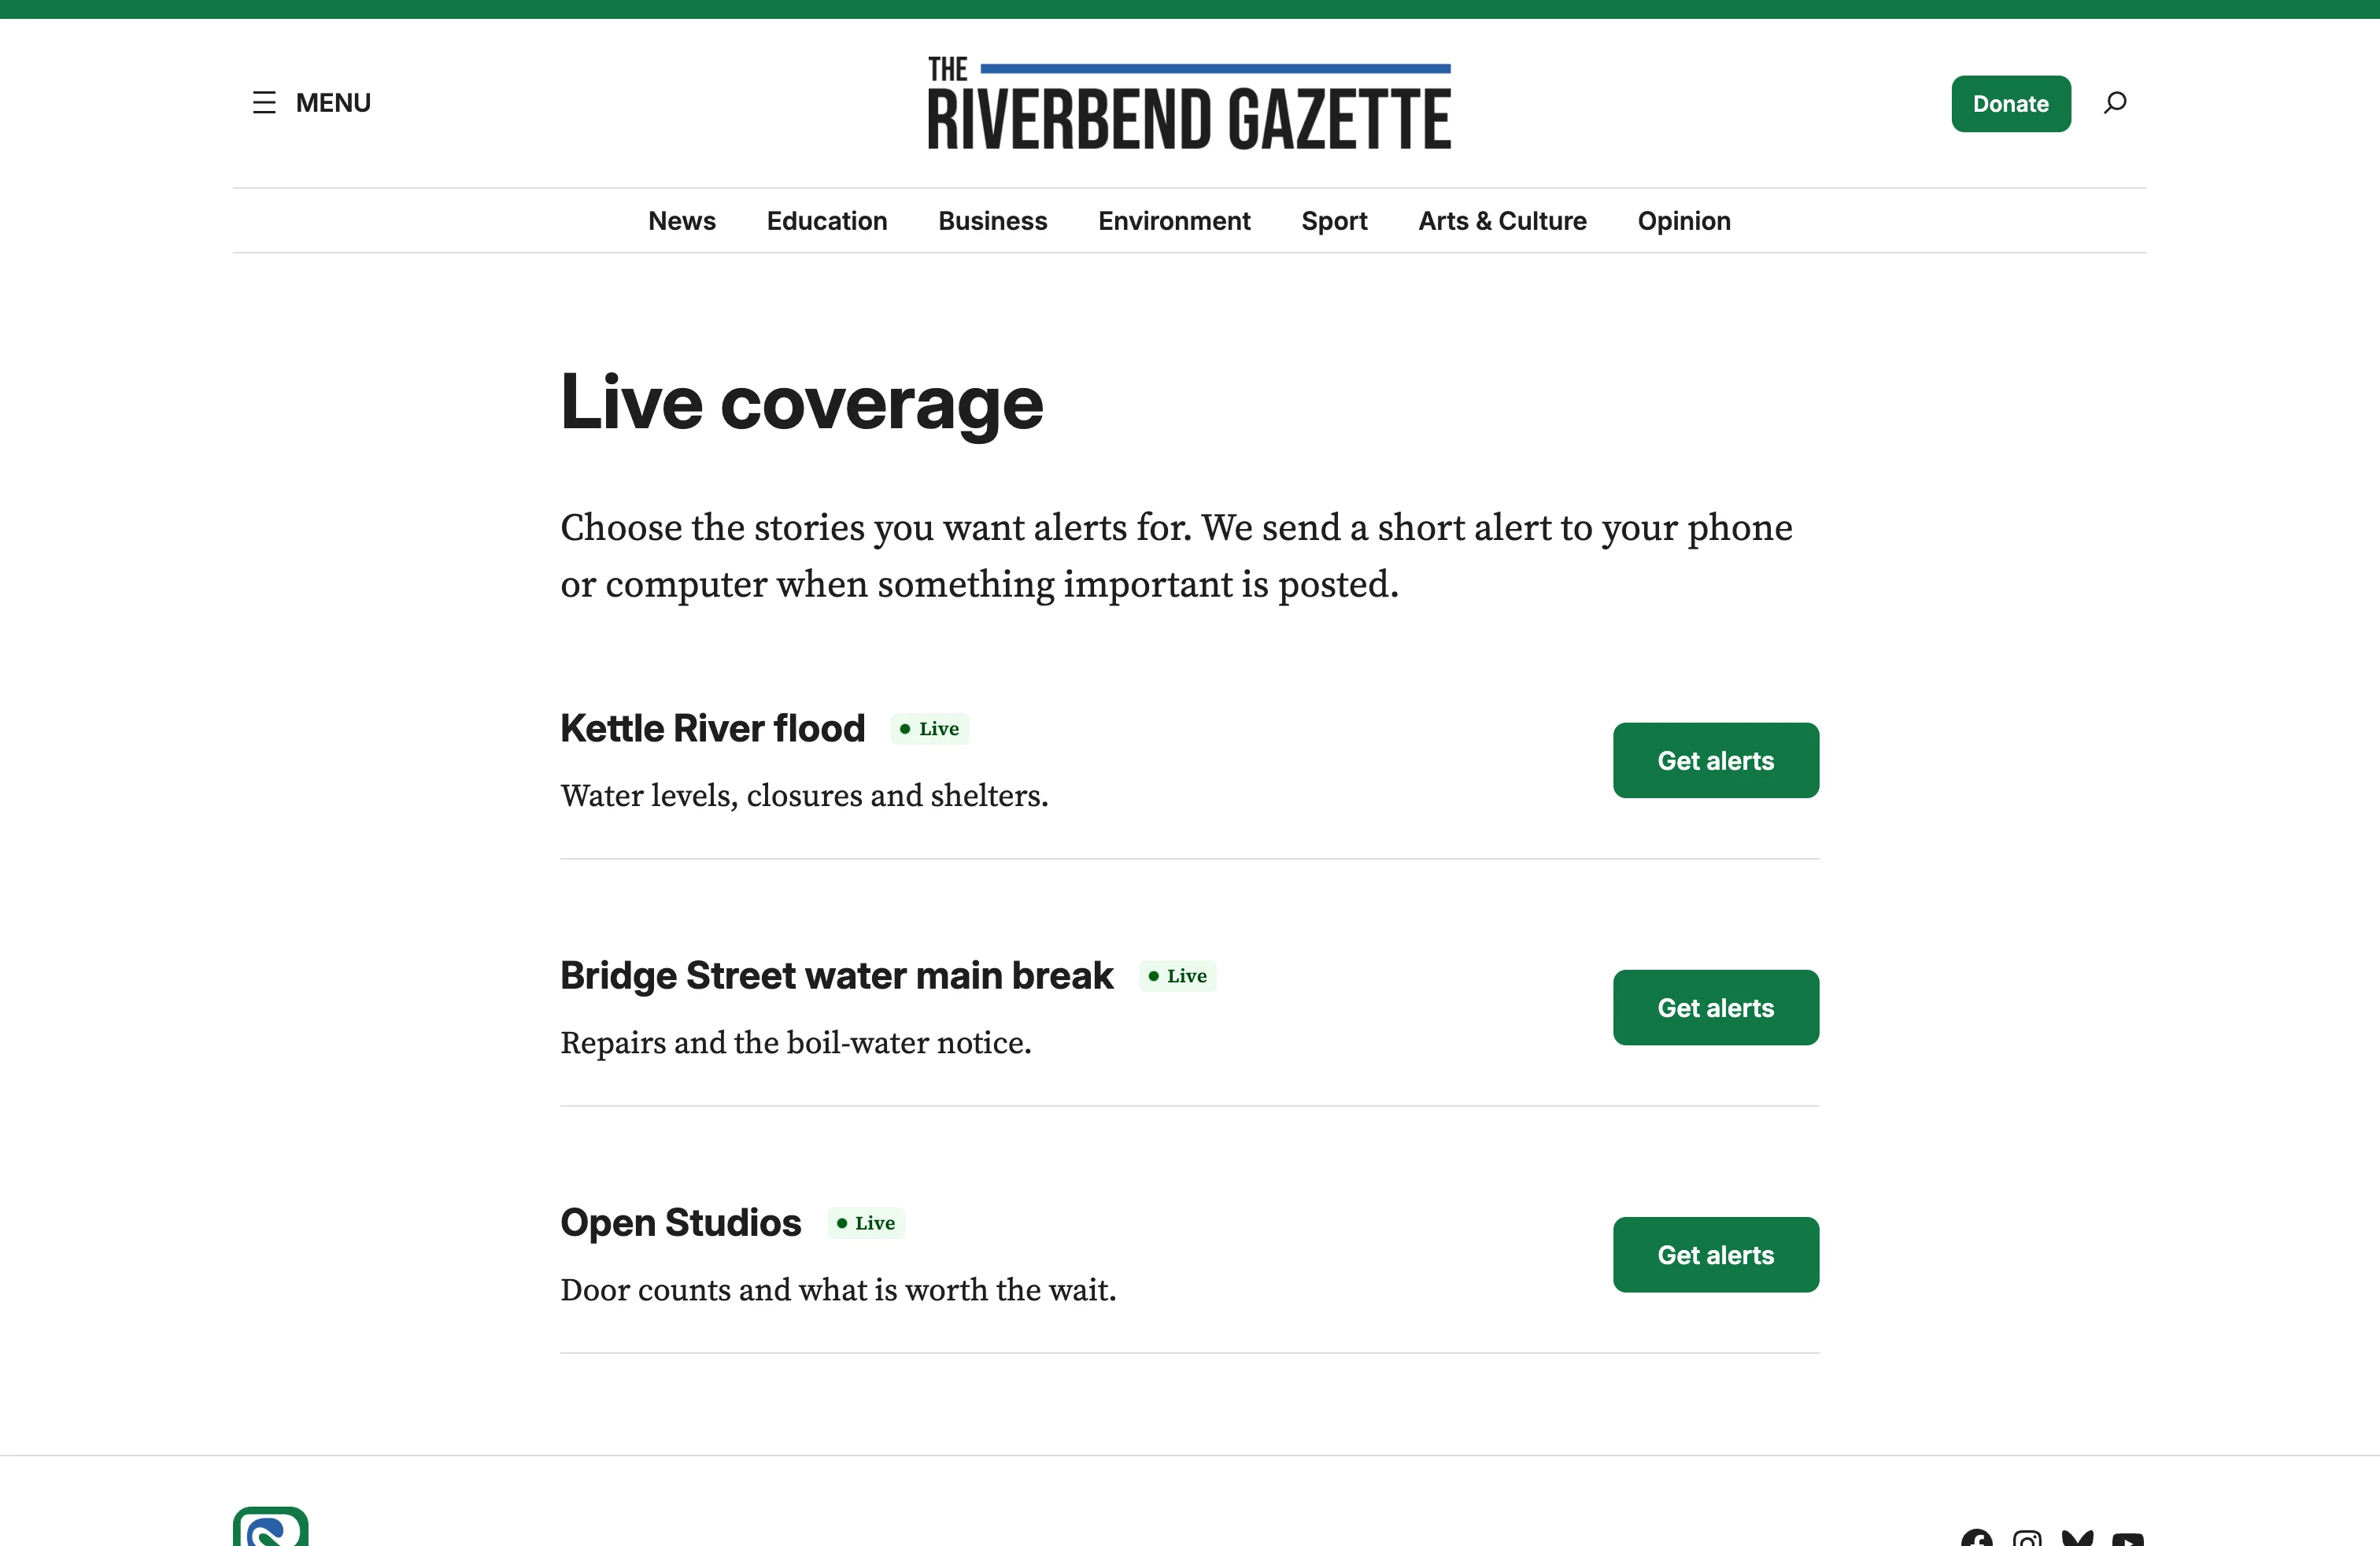 MENU
THE
RIVERBEND GAZETTE
Donate
News Education Business Environment Sport Arts & Culture Opinion
Live coverage
Choose the stories you want alerts for. We send a short alert to your phone
or computer when something important is posted.
Kettle River flood Live
Water levels, closures and shelters.
Get alerts
Bridge Street water main break Live
Repairs and the boil-water notice.
Get alerts
Open Studios Live
Door counts and what is worth the wait.
Get alerts